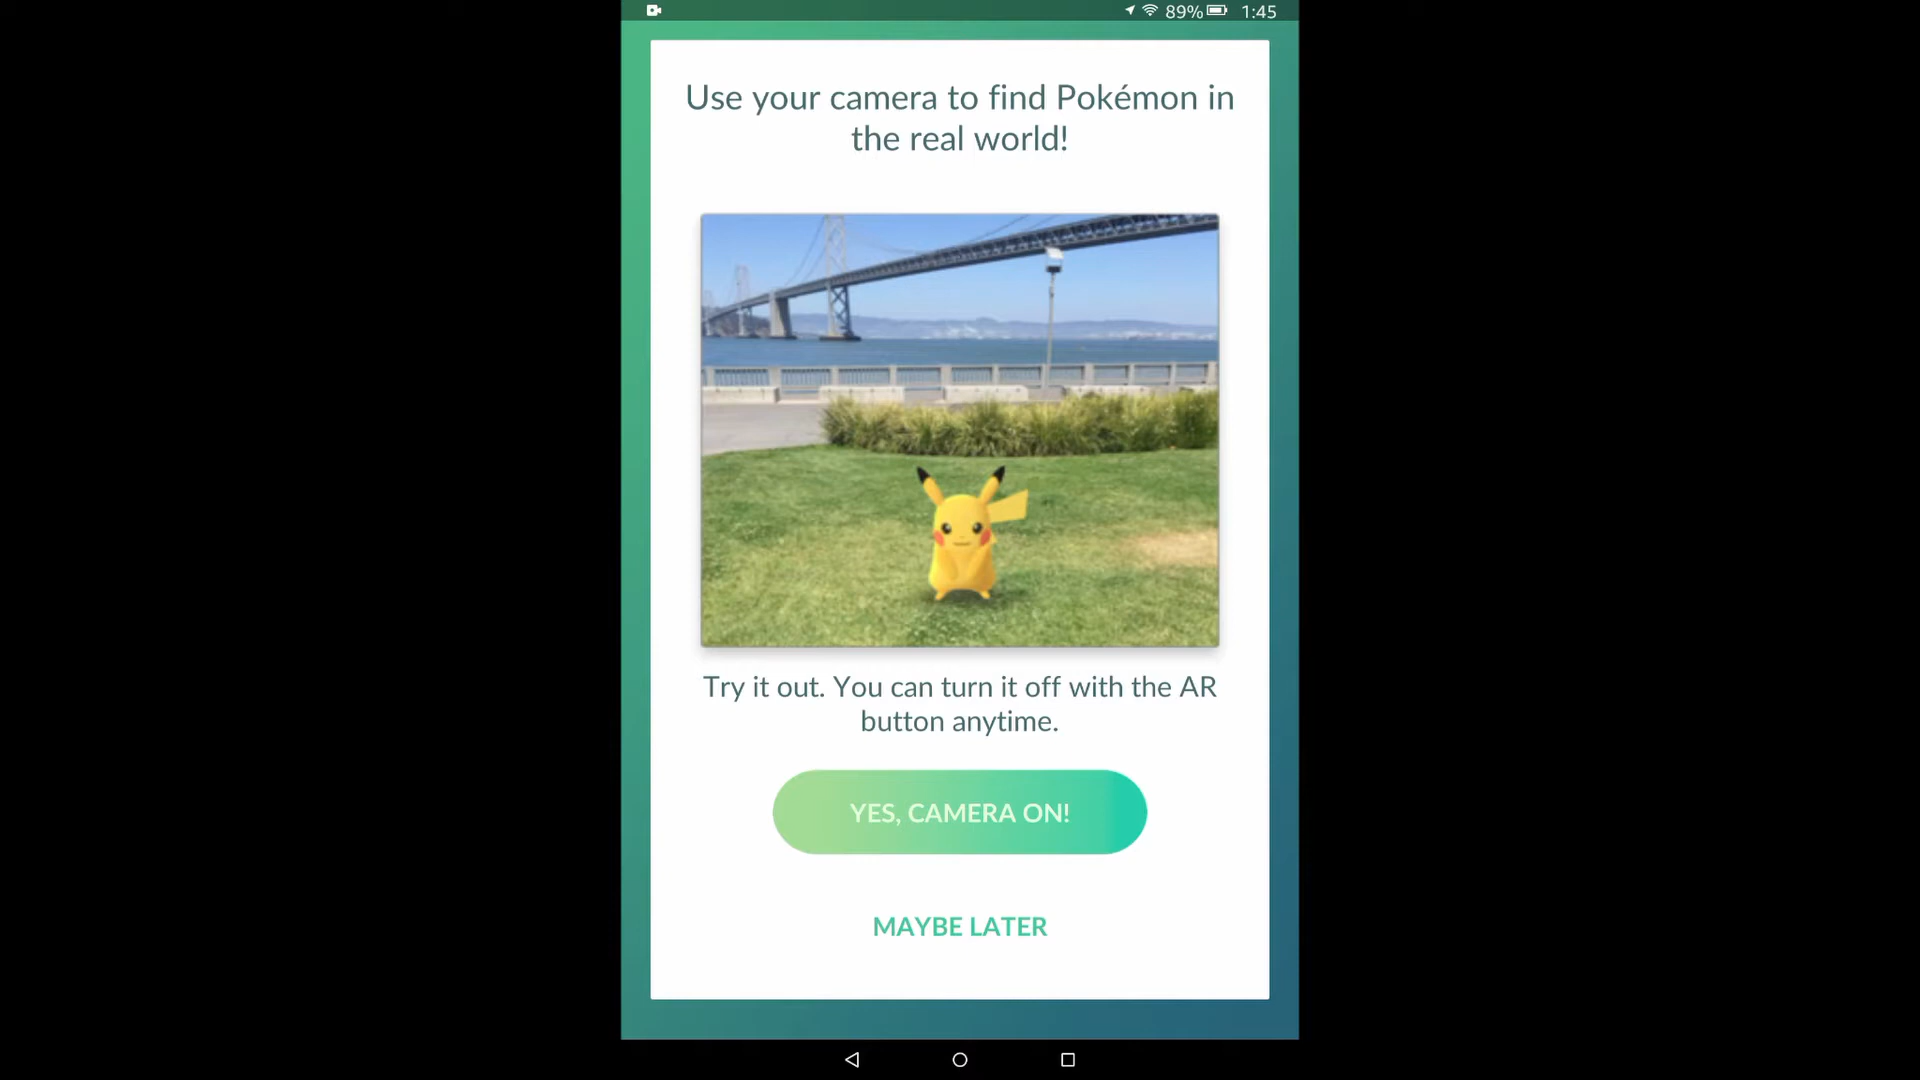 89% 1:45
Use your camera to find Pokémon in
the real world!
Try it out. You can turn it off with the AR
button anytime.
YES, CAMERA ON!
MAYBE LATER